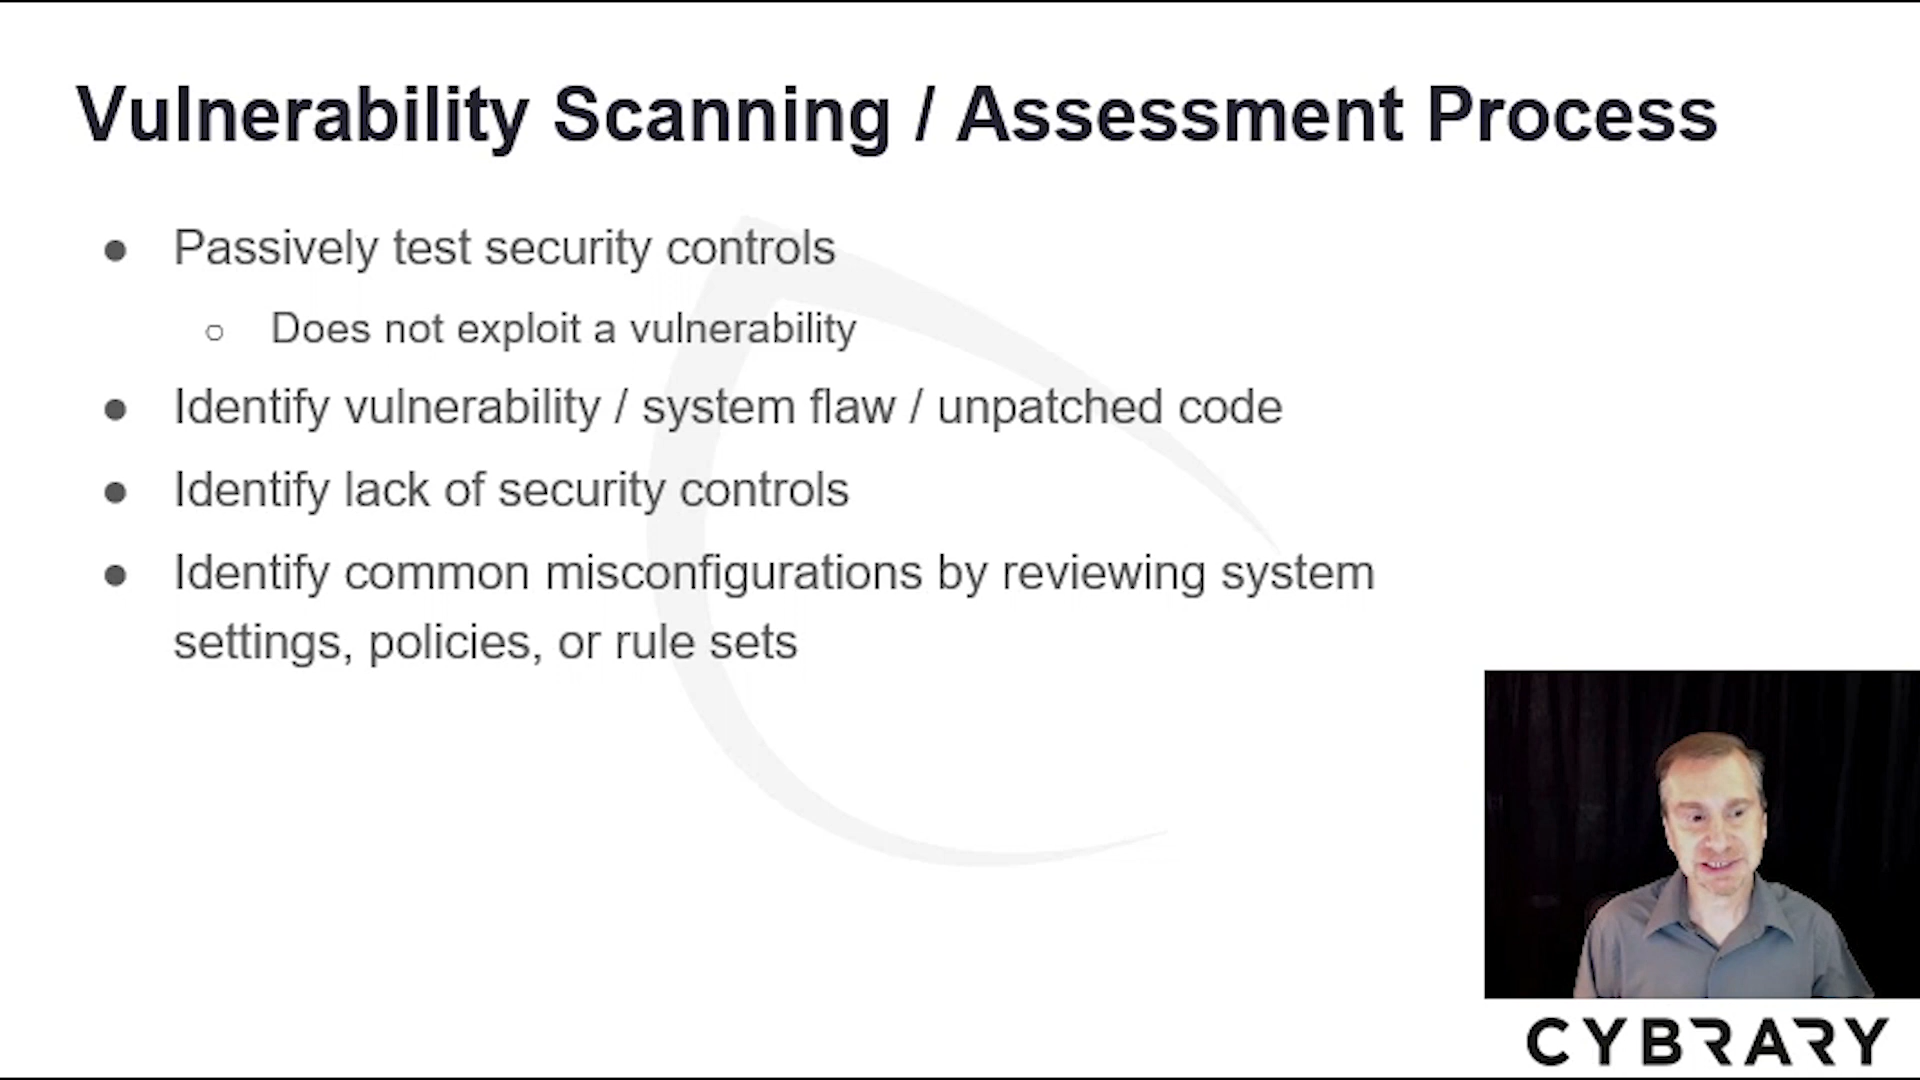 Vulnerability Scanning / Assessment Process
● Passively test security controls
○ Does not exploit a vulnerability
● Identify vulnerability / system flaw / unpatched code
● Identify lack of security controls
● Identify common misconfigurations by reviewing system
settings, policies, or rule sets
CYBRARY